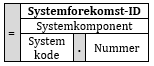 Systemforekomst-ID
Systemkomponent
= System kode . Nummer